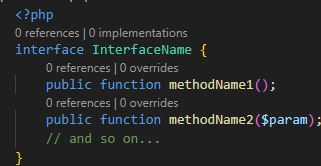 <?php
0 references | 0 implementations
interface InterfaceName {
0 references | 0 overrides
public function methodName1();
0 references | 0 overrides
public function methodName2($param);
// and so on...
}